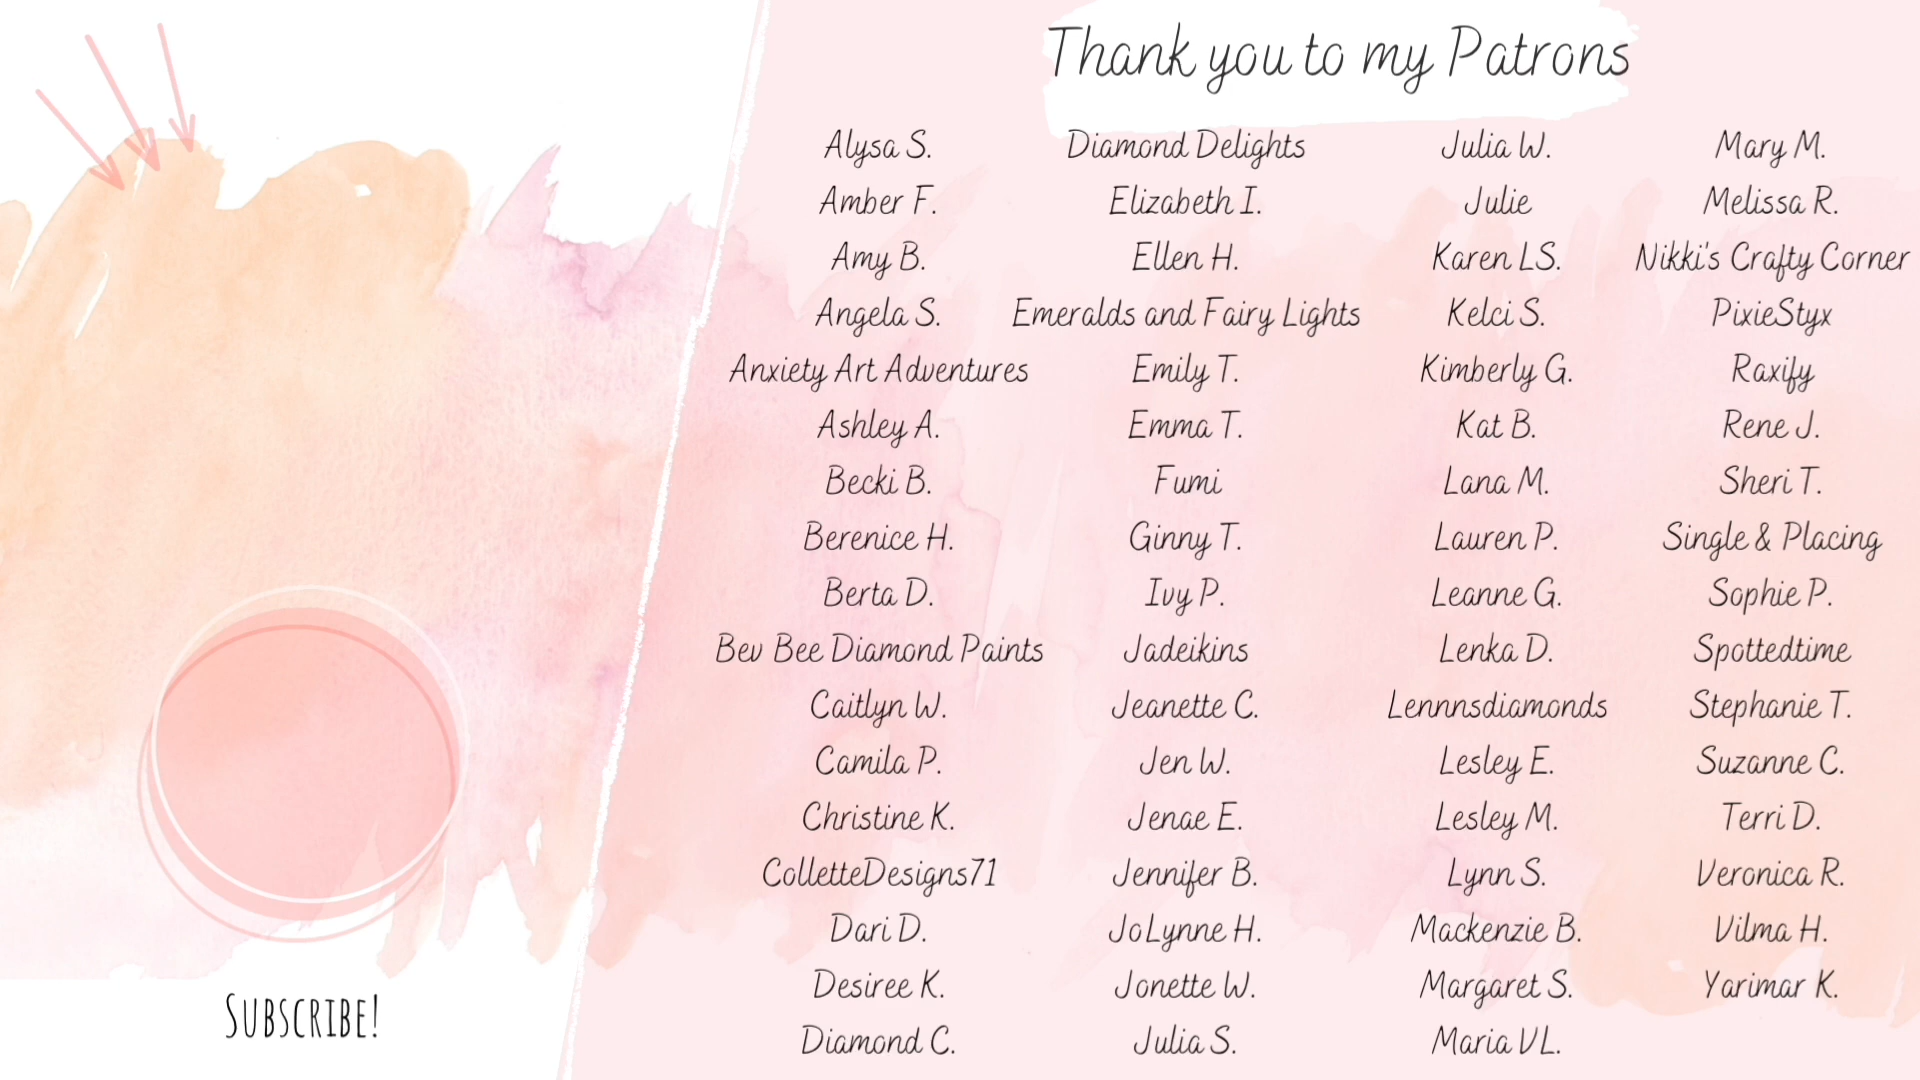 Thank you to my Patrons
Alysa S.
Amber F.
Amy B.
Angela S.
Anxiety Art Adventures
Ashley A.
Becki B.
Berenice H.
Berta D.
Bev Bee Diamond Paints
Caitlyn W.
Camila P.
Christine K.
ColletteDesigns71
Dari D.
Desiree K.
Diamond C.
Diamond Delights
Elizabeth I.
Ellen H.
Emeralds and Fairy Lights
Emily T.
Emma T.
Fumi
Ginny T.
Ivy P.
Jadeikins
Jeanette C.
Jen W.
Jenae E.
Jennifer B.
JoLynne H.
Jonette W.
Julia S.
Julia W.
Julie
Karen LS.
Kelci S.
Kimberly G.
Kat B.
Lana M.
Lauren P.
Leanne G.
Lenka D.
Lennnsdiamonds
Lesley E.
Lesley M.
Lynn S.
Mackenzie B.
Margaret S.
Maria VL.
Mary M.
Melissa R.
Nikki's Crafty Corner
PixieStyx
Raxify
Rene J.
Sheri T.
Single & Placing
Sophie P.
Spottedtime
Stephanie T.
Suzanne C.
Terri D.
Veronica R.
Vilma H.
Yarimar K.
Subscribe!